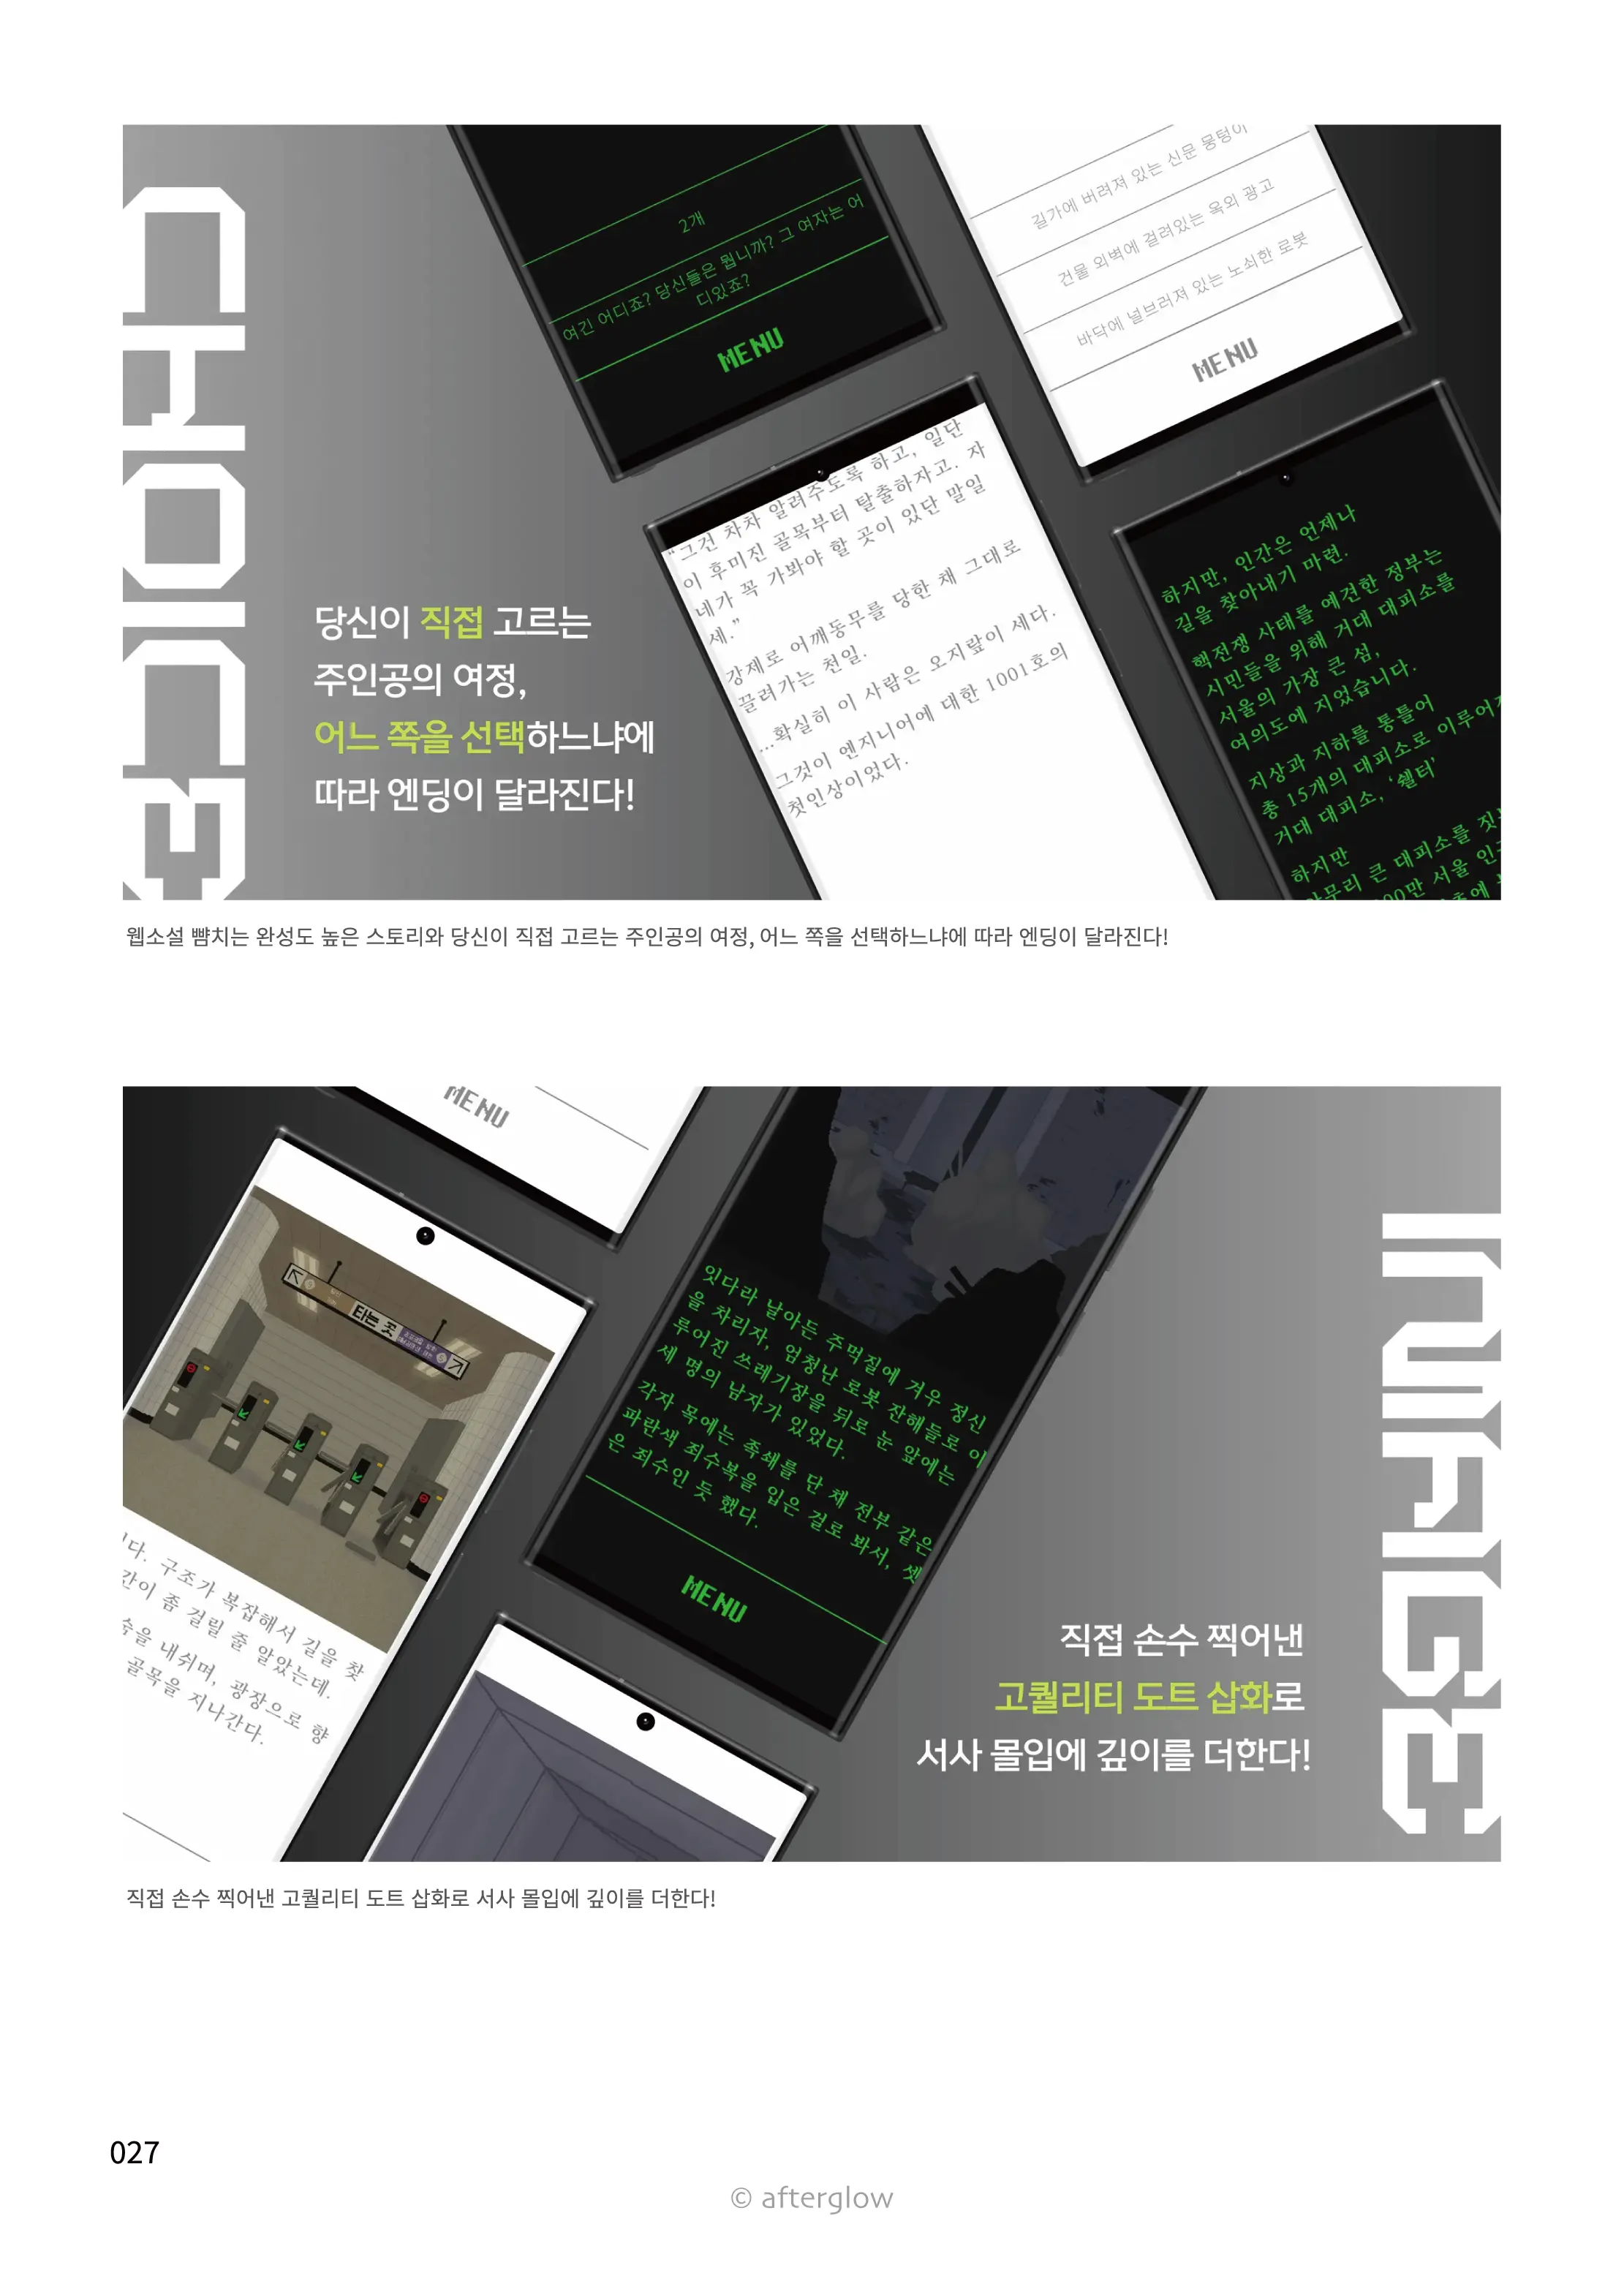 CHOICE
2개
여긴 어디죠? 당신들은 뭡니까? 그 여자는 어
디있죠?
MENU
길가에 버려져 있는 신문 뭉텅이
건물 외벽에 걸려있는 옥외 광고
바닥에 널브러져 있는 노쇠한 로봇
MENU
당신이 직접 고르는
주인공의 여정,
어느 쪽을 선택하느냐에
따라 엔딩이 달라진다!
“그건 차차 알려주도록 하고, 일단
이 후미진 골목부터 탈출하자고. 자
네가 꼭 가봐야 할 곳이 있단 말일
세.”
강제로 어깨동무를 당한 채 그대로
끌려가는 천일.
...확실히 이 사람은 오지랖이 세다.
그것이 엔지니어에 대한 1001호의
첫인상이었다.
하지만, 인간은 언제나
길을 찾아내기 마련.
핵전쟁 사태를 예견한 정부는
시민들을 위해 거대 대피소를
서울의 가장 큰 섬,
여의도에 지었습니다.
지상과 지하를 통틀어
총 15개의 대피소로 이루어
거대 대피소, ‘쉘터’
하지만
아무리 큰 대피소를
00만 서울
웹소설 뺨치는 완성도 높은 스토리와 당신이 직접 고르는 주인공의 여정, 어느 쪽을 선택하느냐에 따라 엔딩이 달라진다!
MENU
타는 곳
다. 구조가 복잡해서 길을 찾
간이 좀 걸릴 줄 알았는데.
숨을 내쉬며, 광장으로 향
골목을 지나간다.
잇다라 날아든 주먹질에 겨우 정신
을 차리자, 엄청난 로봇 잔해들로 이
루어진 쓰레기장을 뒤로 눈 앞에는
세 명의 남자가 있었다.
각자 목에는 족쇄를 단 채 전부 같은
파란색 죄수복을 입은 걸로 봐서, 셋
은 죄수인 듯 했다.
MENU
IMAGE
직접 손수 찍어낸
고퀄리티 도트 삽화로
서사 몰입에 깊이를 더한다!
직접 손수 찍어낸 고퀄리티 도트 삽화로 서사 몰입에 깊이를 더한다!
027
© afterglow